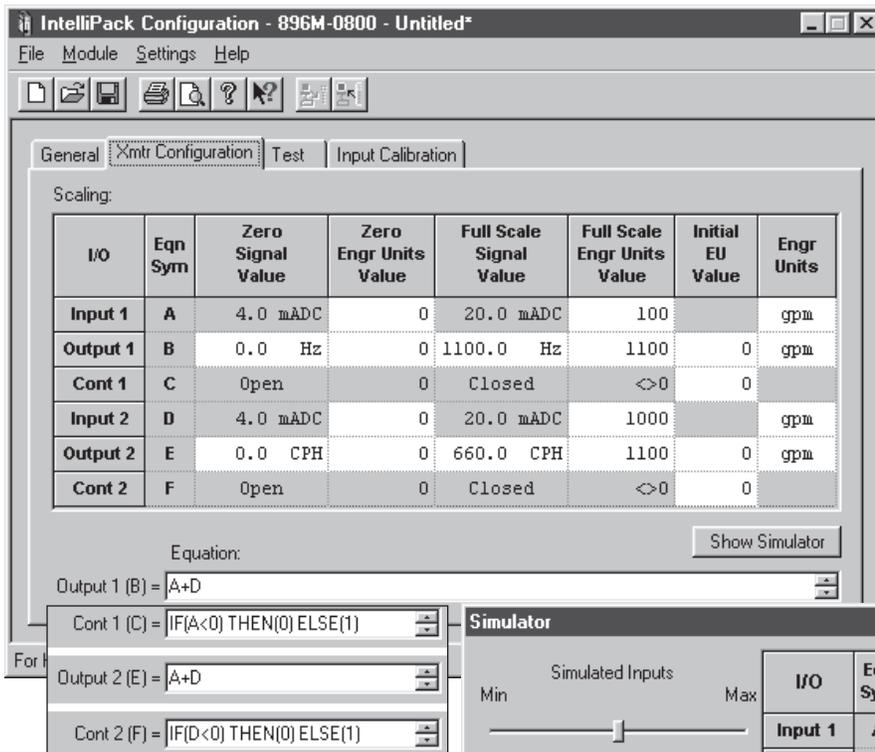 IntelliPack Configuration - 896M-0800 - Untitled*
File Module Settings Help
General Xmtr Configuration Test Input Calibration
Scaling:
I/O Eqn Sym Zero Signal Value Zero Engr Units Value Full Scale Signal Value Full Scale Engr Units Value Initial EU Value Engr Units
Input 1 A 4.0 mADC 0 20.0 mADC 100 gpm
Output 1 B 0.0 Hz 0 1100.0 Hz 1100 0 gpm
Cont 1 C Open 0 Closed <>0 0
Input 2 D 4.0 mADC 0 20.0 mADC 1000 gpm
Output 2 E 0.0 CPH 0 660.0 CPH 1100 0 gpm
Cont 2 F Open 0 Closed <>0 0
Show Simulator
Equation:
Output 1 (B) = A+D
Cont 1 (C) = IF(A<0) THEN(0) ELSE(1)
For
Output 2 (E) = A+D
Cont 2 (F) = IF(D<0) THEN(0) ELSE(1)
Simulator
Simulated Inputs
Min Max
I/O
Input 1